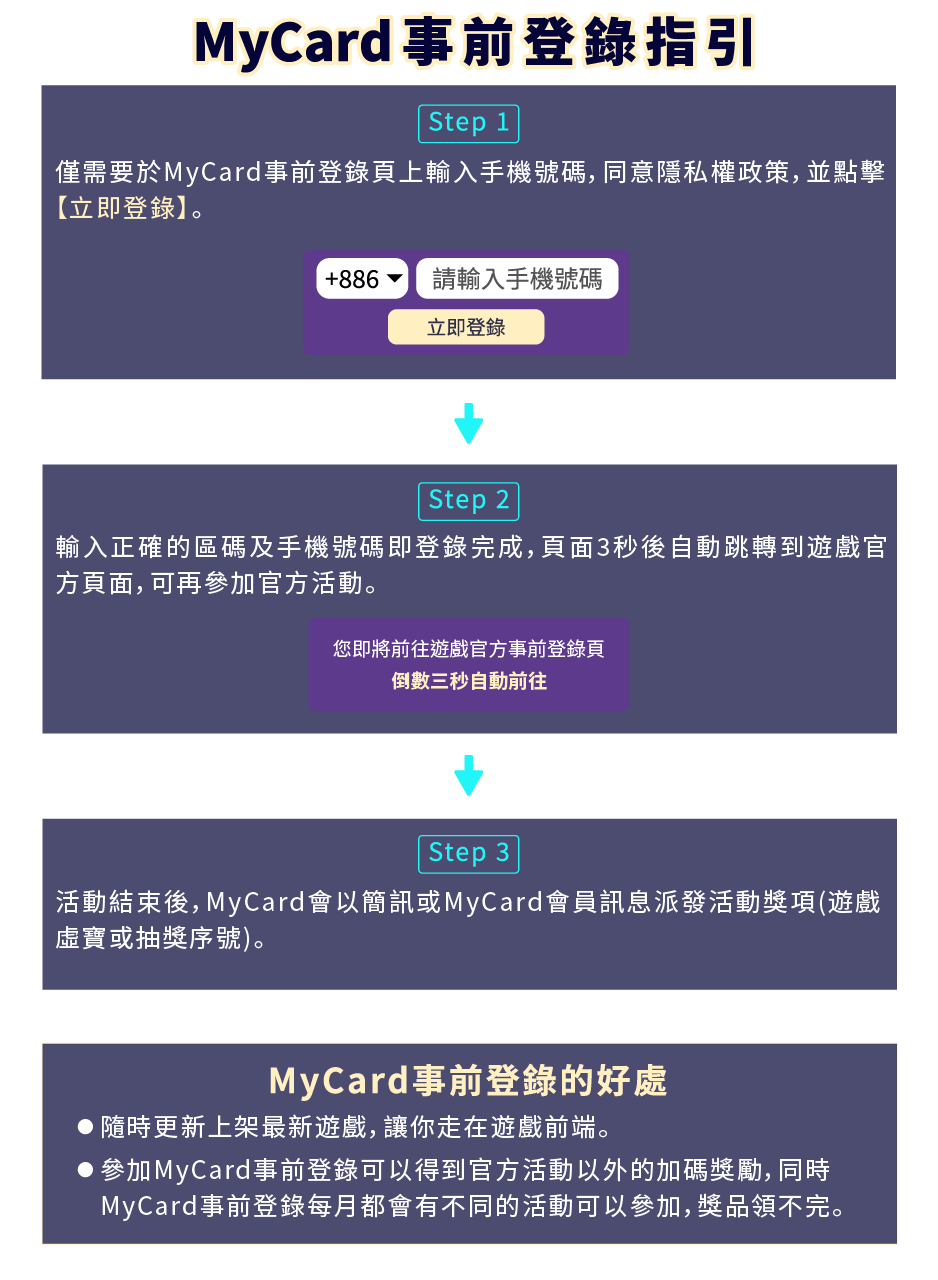 MyCard事前登錄指引
Step 1
僅需要於MyCard事前登錄頁上輸入手機號碼，同意隱私權政策，並點擊
【立即登錄】。
+886 請輸入手機號碼
立即登錄
Step 2
輸入正確的區碼及手機號碼即登錄完成，頁面3秒後自動跳轉到遊戲官
方頁面，可再參加官方活動。
您即將前往遊戲官方事前登錄頁
倒數三秒自動前往
Step 3
活動結束後，MyCard會以簡訊或MyCard會員訊息派發活動獎項(遊戲
虛寶或抽獎序號)。
MyCard事前登錄的好處
●隨時更新上架最新遊戲，讓你走在遊戲前端。
●參加MyCard事前登錄可以得到官方活動以外的加碼獎勵，同時
MyCard事前登錄每月都會有不同的活動可以參加，獎品領不完。